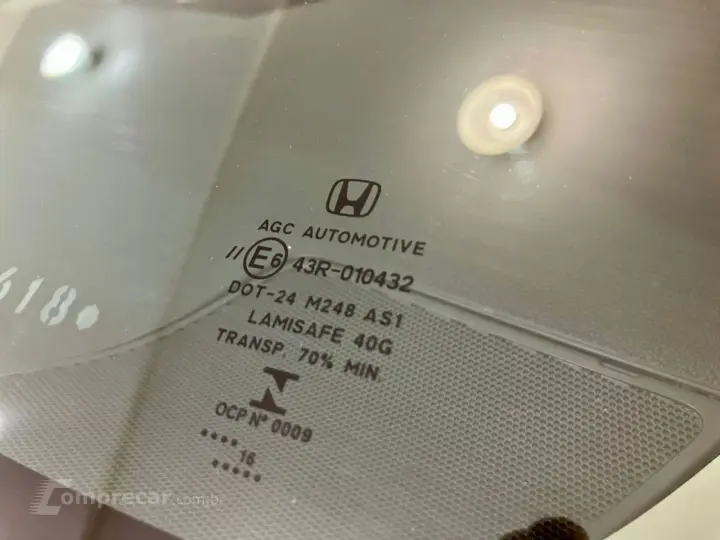 AGC AUTOMOTIVE
// E6 43R-010432
DOT-24 M248 AS1
LAMISAFE 40G
TRANSP. 70% MIN.
OCP Nº 0009
••••
16
•••••
618
Comprecar.com.br